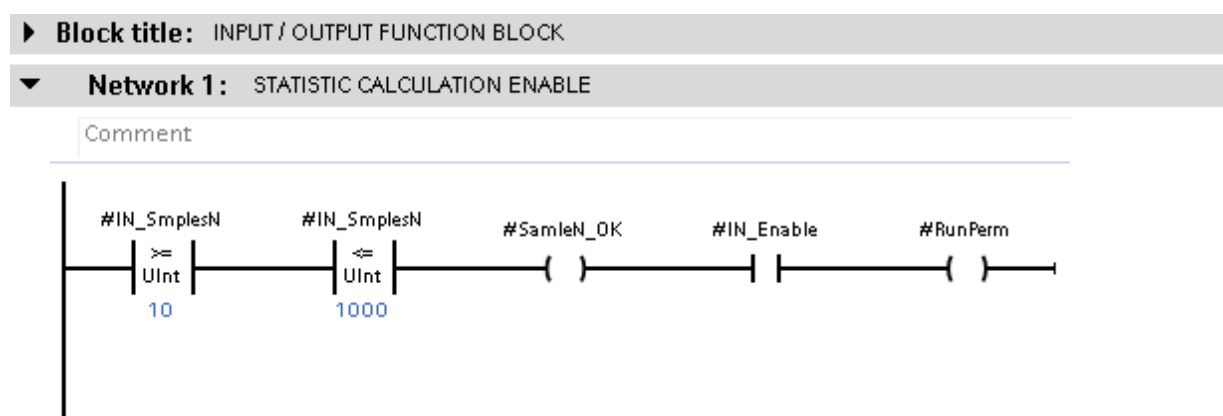 Block title: INPUT / OUTPUT FUNCTION BLOCK
Network 1: STATISTIC CALCULATION ENABLE
Comment
#IN_SmplesN #IN_SmplesN #SamleN_OK #IN_Enable #RunPerm
>= <=
UInt UInt
10 1000